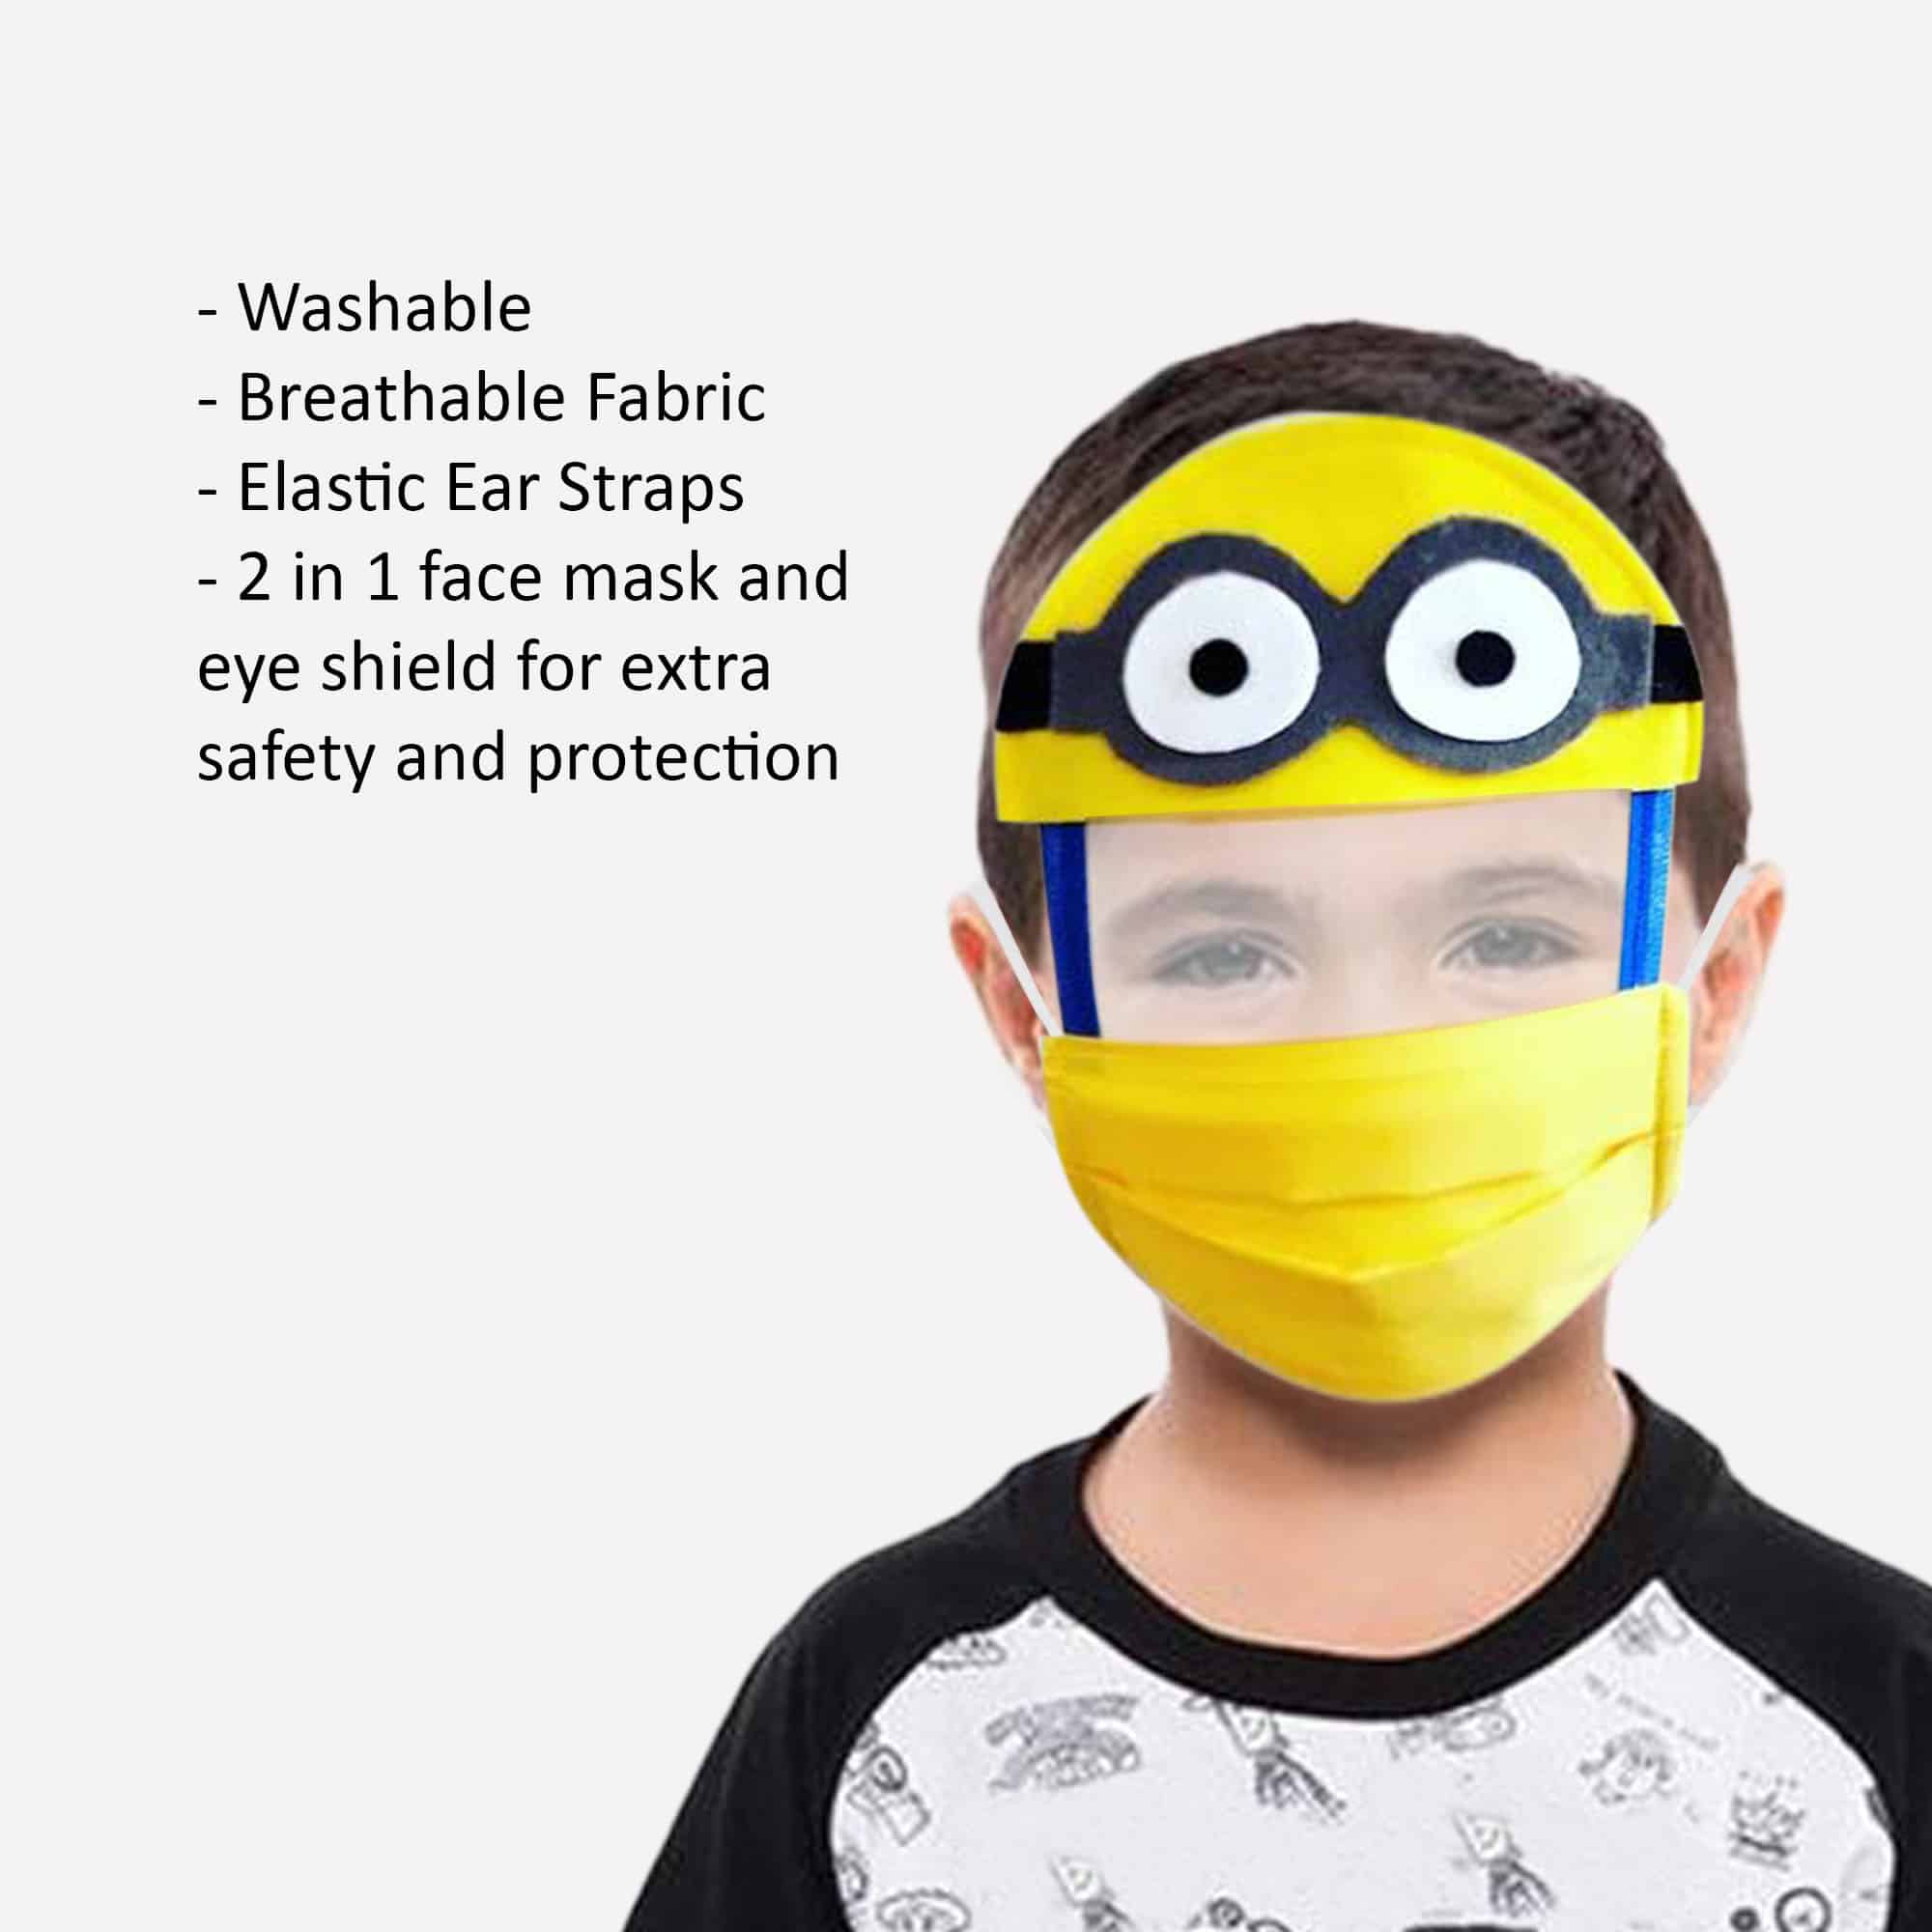 - Washable
- Breathable Fabric
- Elastic Ear Straps
- 2 in 1 face mask and
eye shield for extra
safety and protection